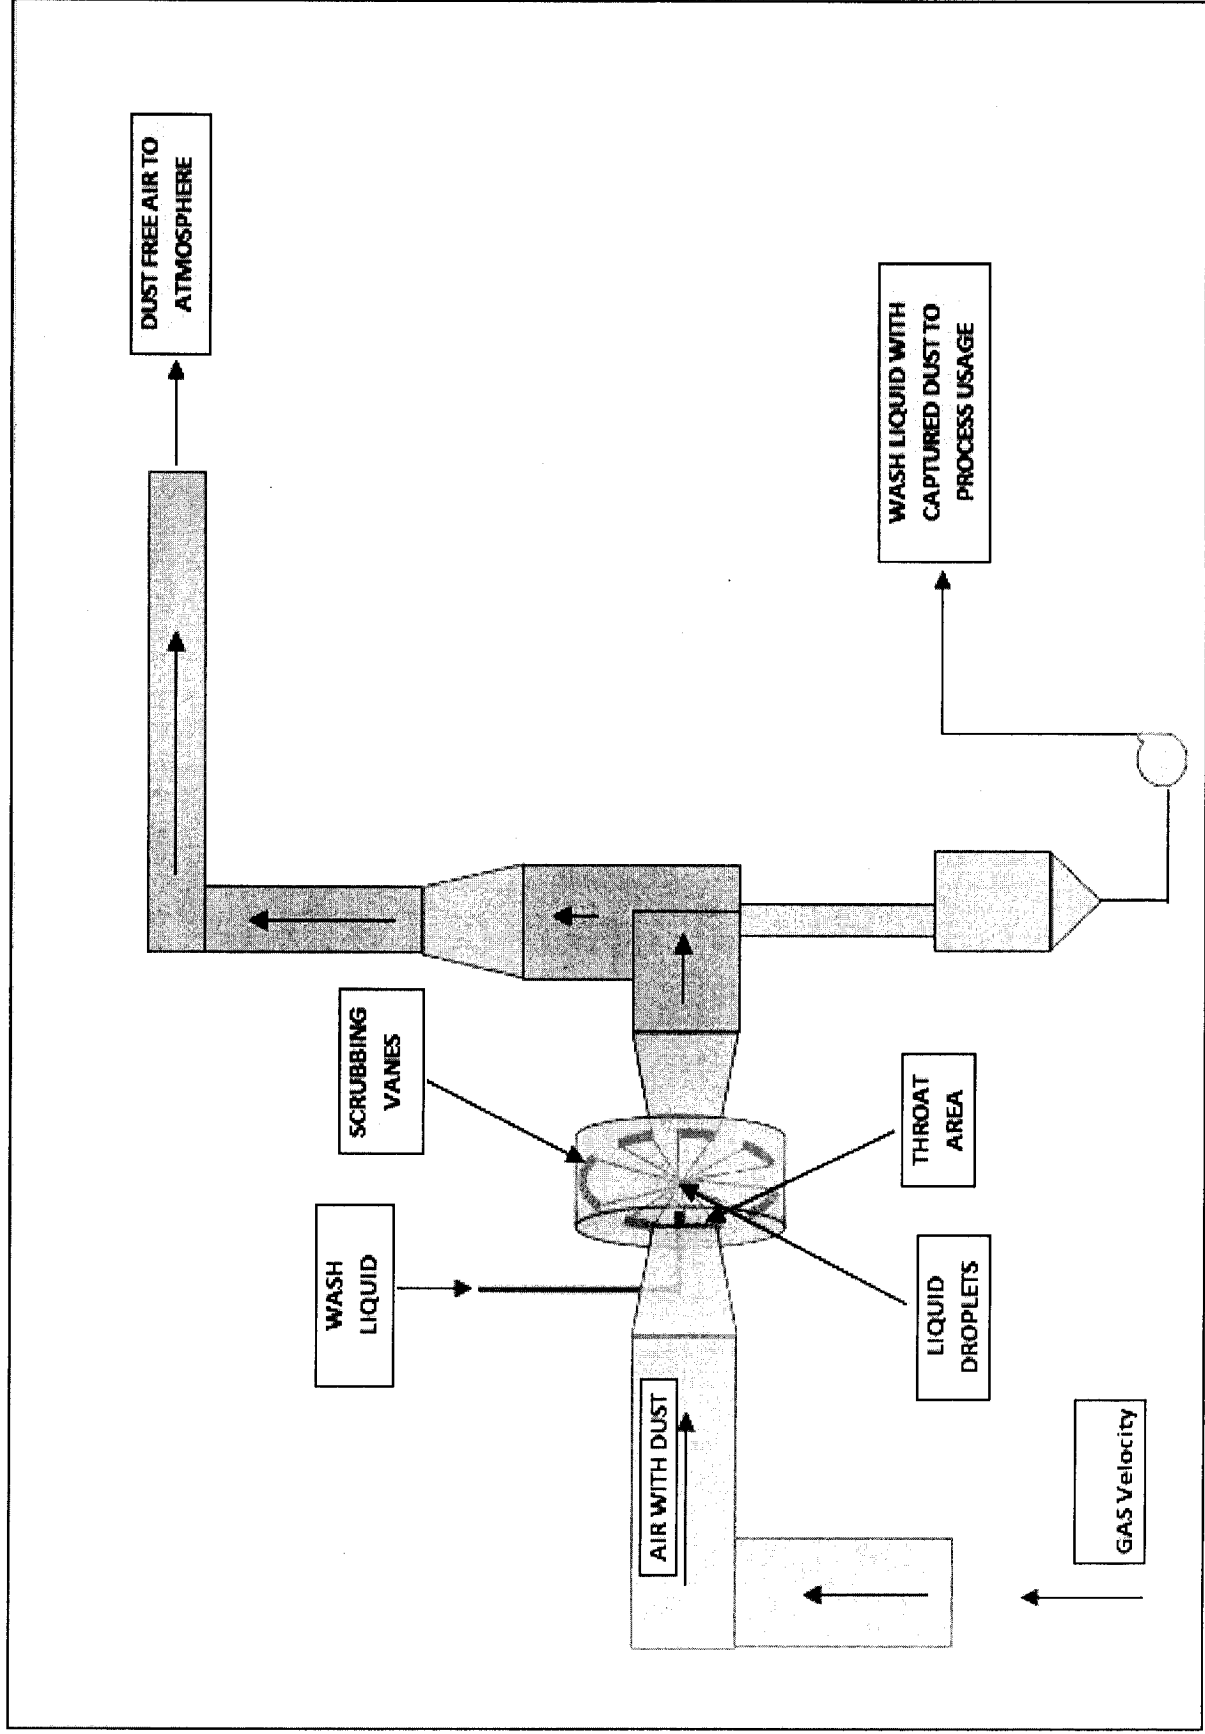 DUST FREE AIR TO
ATMOSPHERE
SCRUBBING
VANES
WASH
LIQUID
WASH LIQUID WITH
CAPTURED DUST TO
PROCESS USAGE
AIR WITH DUST
THROAT
AREA
LIQUID
DROPLETS
GAS Velocity